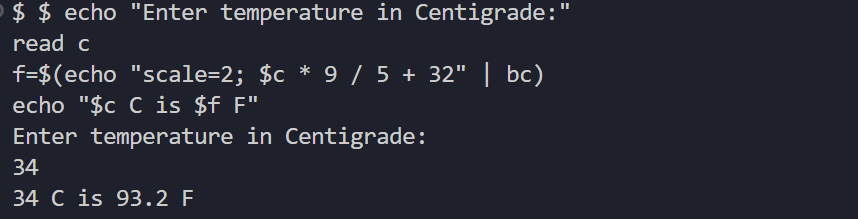 $ $ echo "Enter temperature in Centigrade:"
read c
f=$(echo "scale=2; $c * 9 / 5 + 32" | bc)
echo "$c C is $f F"
Enter temperature in Centigrade:
34
34 C is 93.2 F